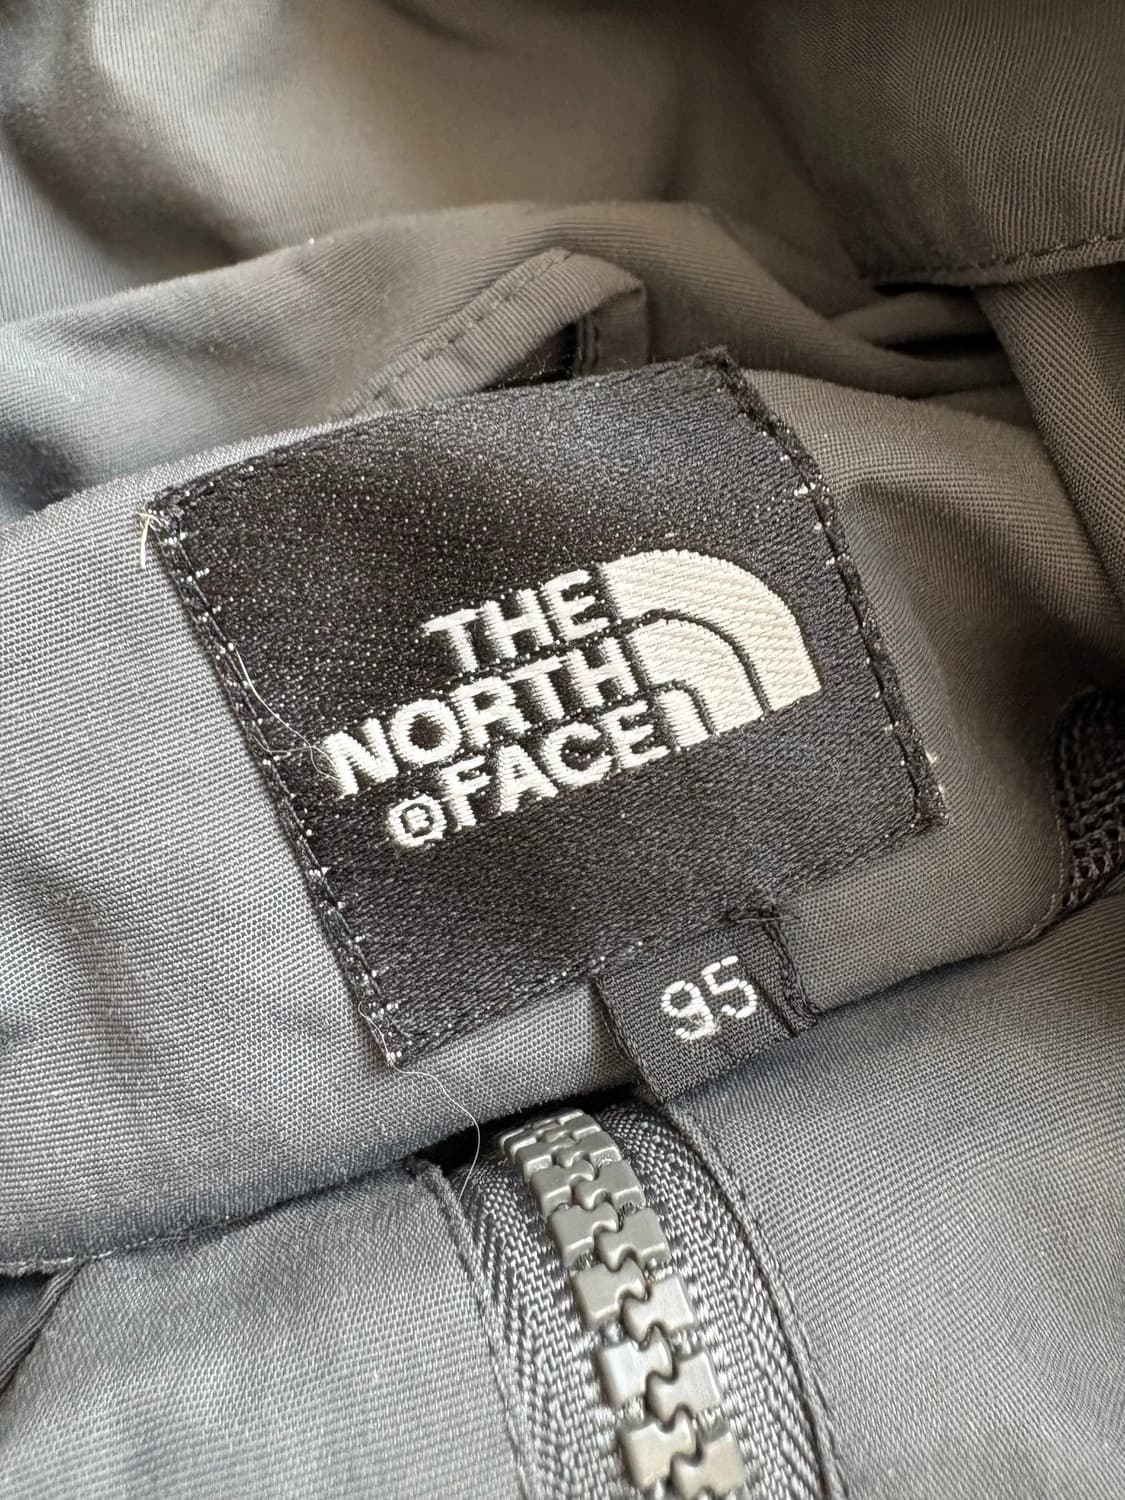 THE
NORTH
®FACE
95